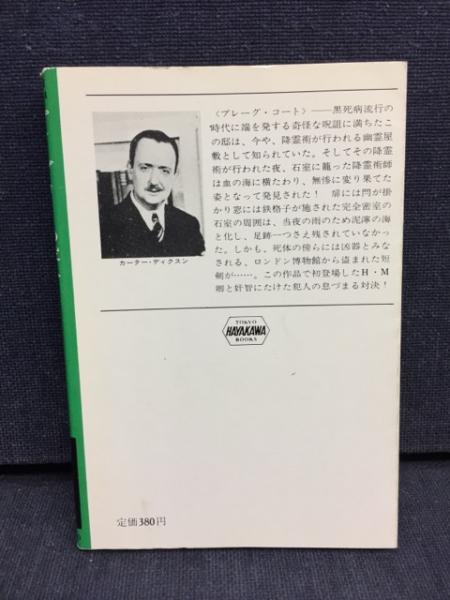 〈プレーグ・コート〉——黒死病流行の
時代に端を発する奇怪な呪詛に満ちたこ
の邸は、今や、降霊術が行われる幽霊屋
敷として知られていた。そしてその降霊
術が行われた夜、石室に籠った降霊術師
は血の海に横たわり、無惨に変り果てた
姿となって発見された！　扉には閂が掛
かり窓には鉄格子が施された完全密室の
石室の周囲は、当夜の雨のため泥濘の海
と化し、足跡一つさえ残されていなかっ
た。しかも、死体の傍らには凶器とみな
される、ロンドン博物館から盗まれた短
剣が……。この作品で初登場したH・M
卿と奸智にたけた犯人の息づまる対決！
カーター・ディクスン
TOKYO
HAYAKAWA
BOOKS
定価380円